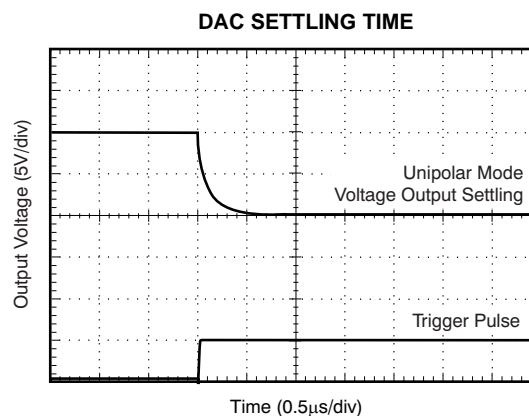 DAC SETTLING TIME
Output Voltage (5V/div)
Unipolar Mode
Voltage Output Settling
Trigger Pulse
Time (0.5μs/div)